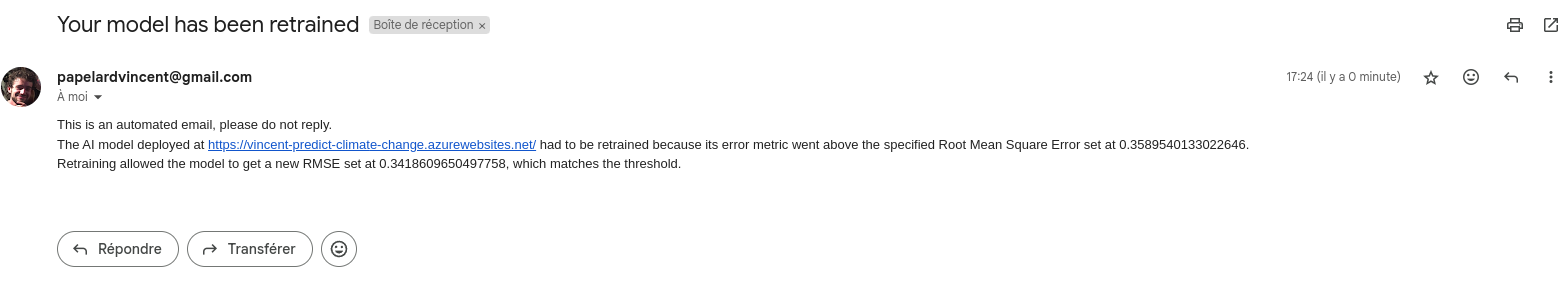 Your model has been retrained Boîte de réception ×
papelardvincent@gmail.com 17:24 (il y a 0 minute)
À moi
This is an automated email, please do not reply.
The AI model deployed at https://vincent-predict-climate-change.azurewebsites.net/ had to be retrained because its error metric went above the specified Root Mean Square Error set at 0.3589540133022646.
Retraining allowed the model to get a new RMSE set at 0.3418609650497758, which matches the threshold.
Répondre Transférer